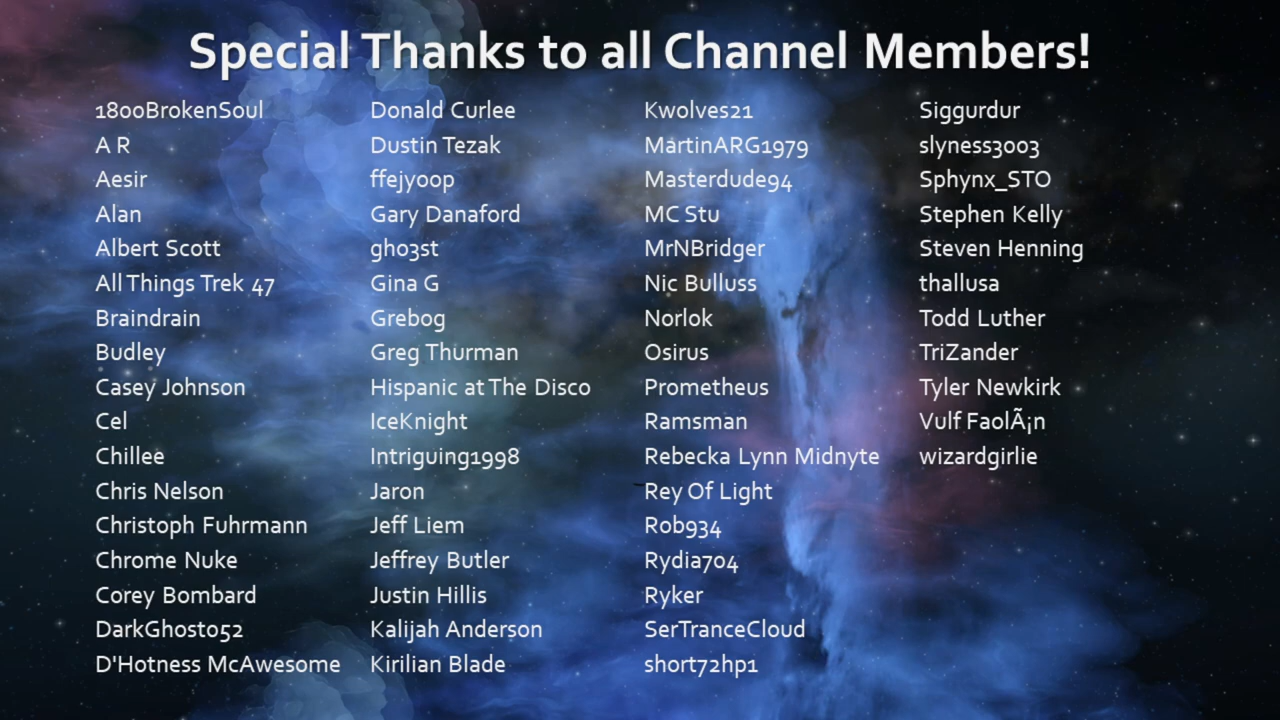 Special Thanks to all Channel Members!
1800BrokenSoul
A R
Aesir
Alan
Albert Scott
All Things Trek 47
Braindrain
Budley
Casey Johnson
Cel
Chillee
Chris Nelson
Christoph Fuhrmann
Chrome Nuke
Corey Bombard
DarkGhost052
D'Hotness McAwesome
Donald Curlee
Dustin Tezak
ffejyoop
Gary Danaford
gho3st
Gina G
Grebog
Greg Thurman
Hispanic at The Disco
IceKnight
Intriguing1998
Jaron
Jeff Liem
Jeffrey Butler
Justin Hillis
Kalijah Anderson
Kirilian Blade
Kwolves21
MartinARG1979
Masterdude94
MC Stu
MrNBridger
Nic Bulluss
Norlok
Osirus
Prometheus
Ramsman
Rebecka Lynn Midnyte
Rey Of Light
Rob934
Rydia704
Ryker
SerTranceCloud
short72hp1
Siggurdur
slyness3003
Sphynx_STO
Stephen Kelly
Steven Henning
thallusa
Todd Luther
TriZander
Tyler Newkirk
Vulf FaolÃ¡n
wizardgirlie